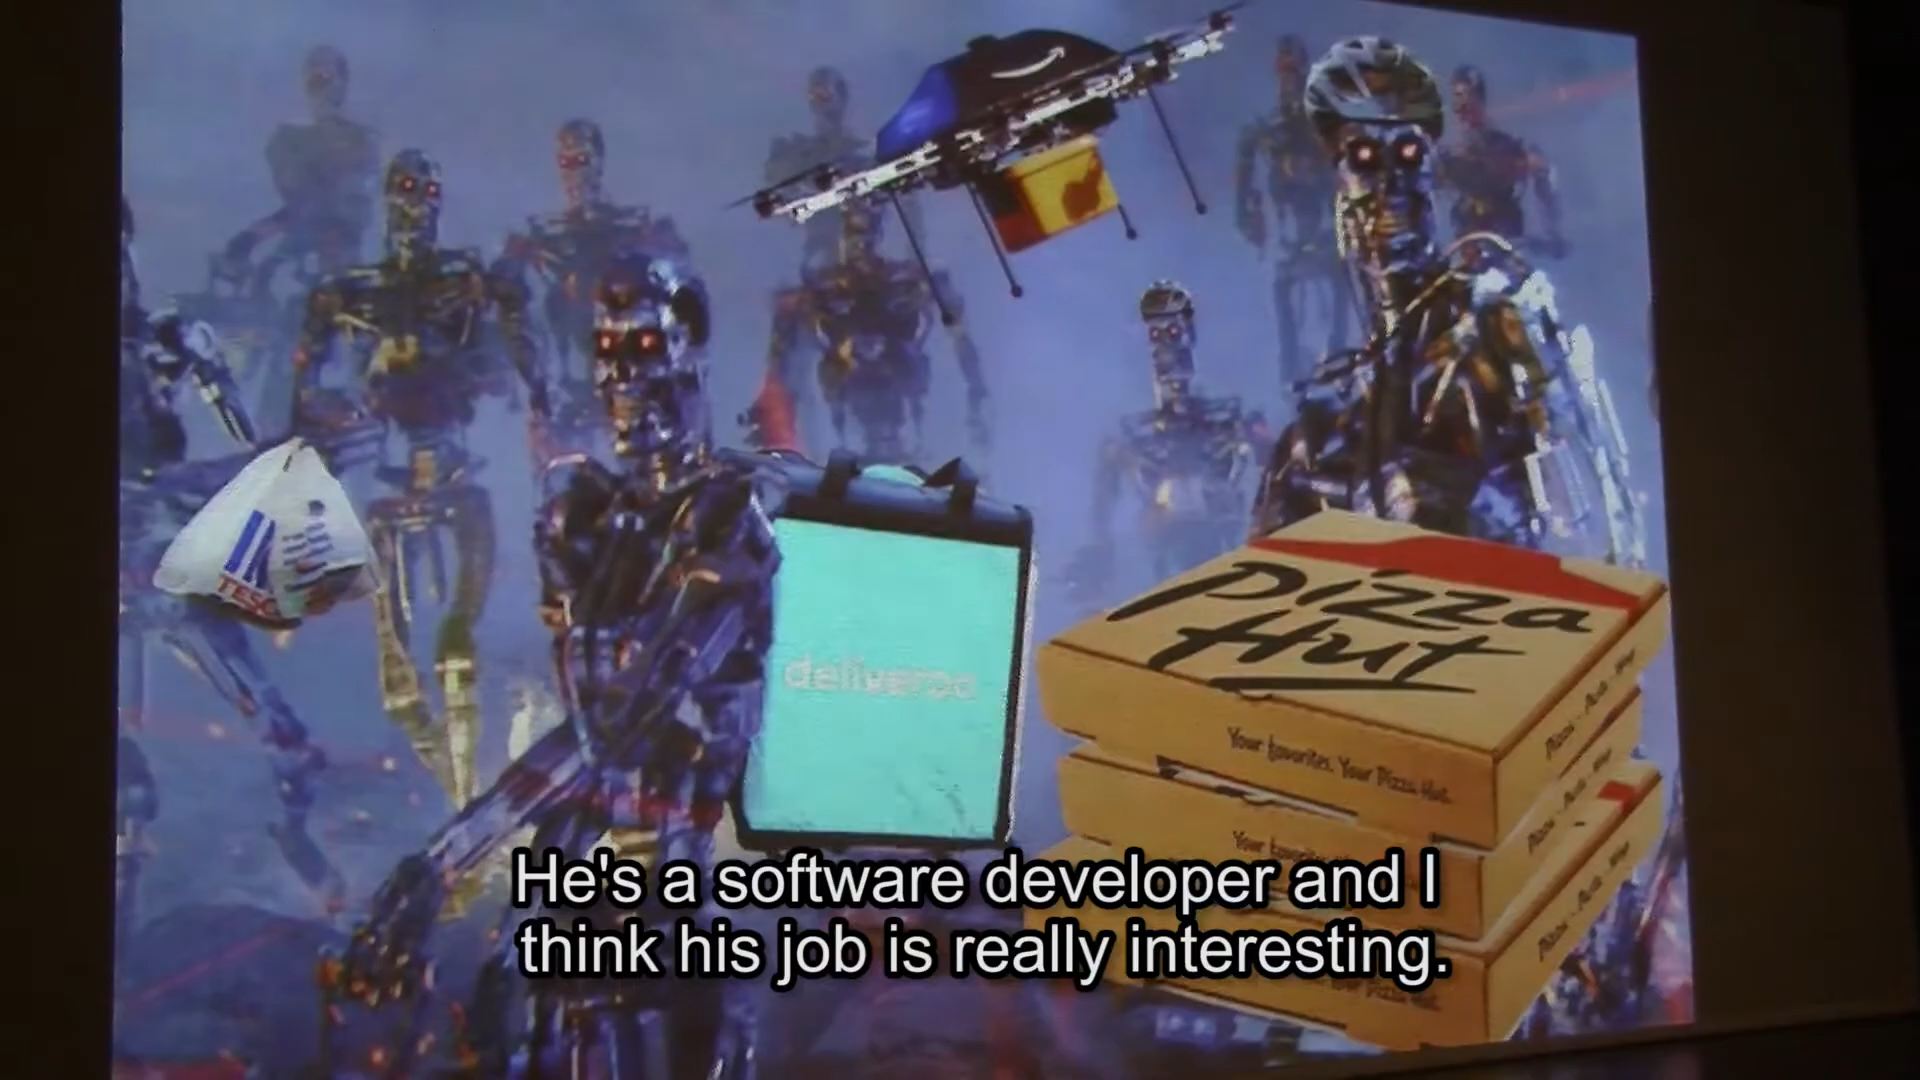 TESCO
deliveroo
Pizza
Hut
Your favorites. Your Pizza Hut.
He's a software developer and I
think his job is really interesting.